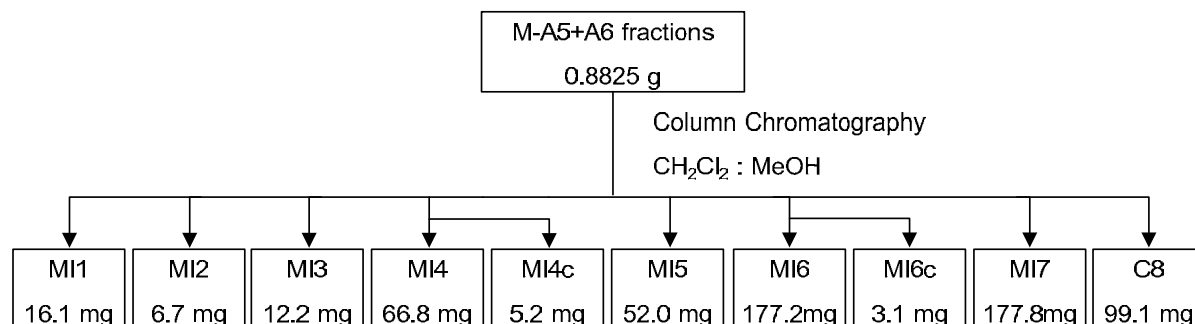 M-A5+A6 fractions
0.8825 g
Column Chromatography
CH₂Cl₂ : MeOH
MI1 MI2 MI3 MI4 MI4c MI5 MI6 MI6c MI7 C8
16.1 mg 6.7 mg 12.2 mg 66.8 mg 5.2 mg 52.0 mg 177.2mg 3.1 mg 177.8mg 99.1 mg